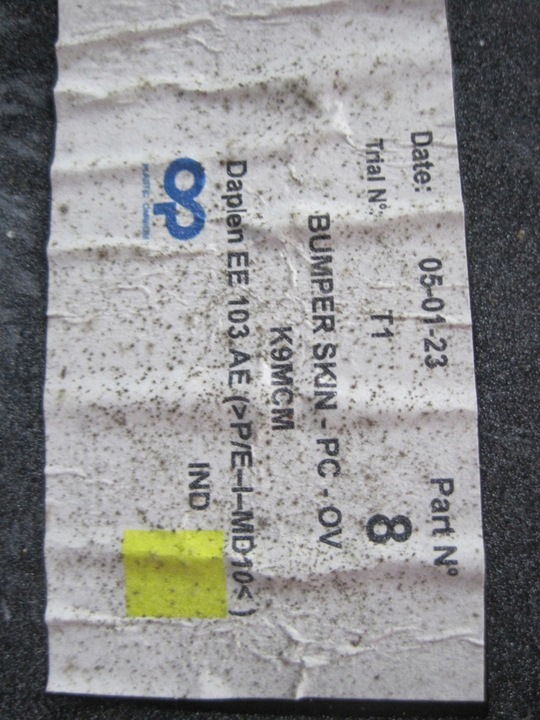 Date: 05-01-23 Part N°
Trial N°: T1 8
BUMPER SKIN - PC - OV
K9MCM
Daplen EE 103 AE (>P/E-I-MD10<)
op IND